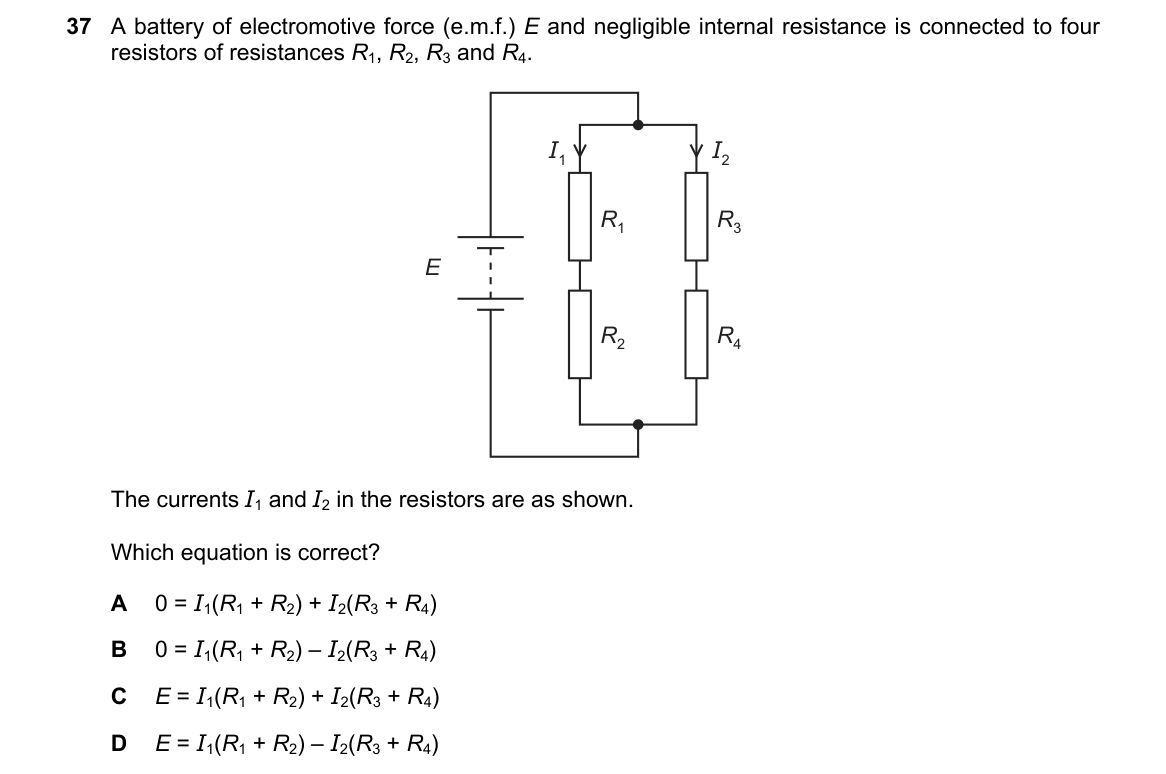 37 A battery of electromotive force (e.m.f.) E and negligible internal resistance is connected to four
resistors of resistances R₁, R₂, R₃ and R₄.
I₁
I₂
R₁
R₃
E
R₂
R₄
The currents I₁ and I₂ in the resistors are as shown.
Which equation is correct?
A 0 = I₁(R₁ + R₂) + I₂(R₃ + R₄)
B 0 = I₁(R₁ + R₂) – I₂(R₃ + R₄)
C E = I₁(R₁ + R₂) + I₂(R₃ + R₄)
D E = I₁(R₁ + R₂) – I₂(R₃ + R₄)